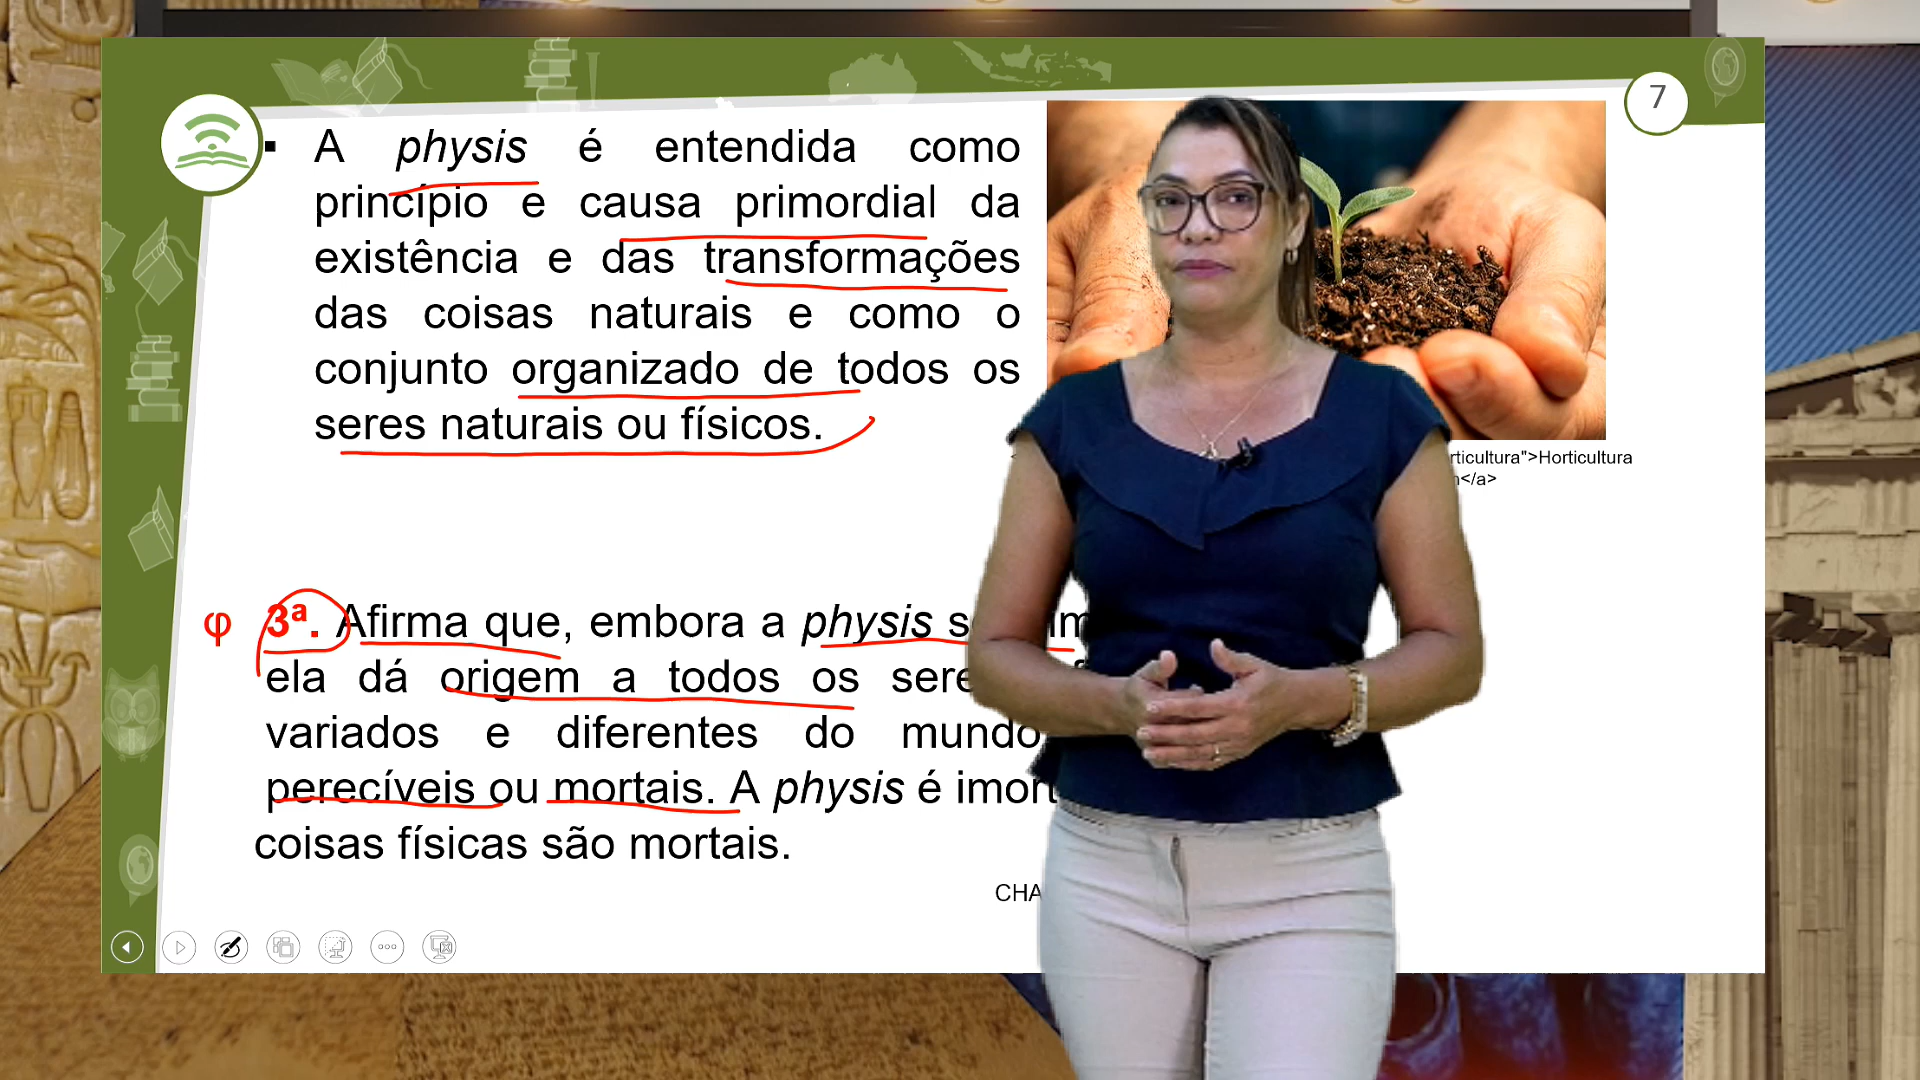 7
▪ A physis é entendida como
princípio e causa primordial da
existência e das transformações
das coisas naturais e como o
conjunto organizado de todos os
seres naturais ou físicos.
rticultura">Horticultura
</a>
φ 3ª. Afirma que, embora a physis
ela dá origem a todos os
variados e diferentes do mundo
perecíveis ou mortais. A physis é
coisas físicas são mortais.
CHA